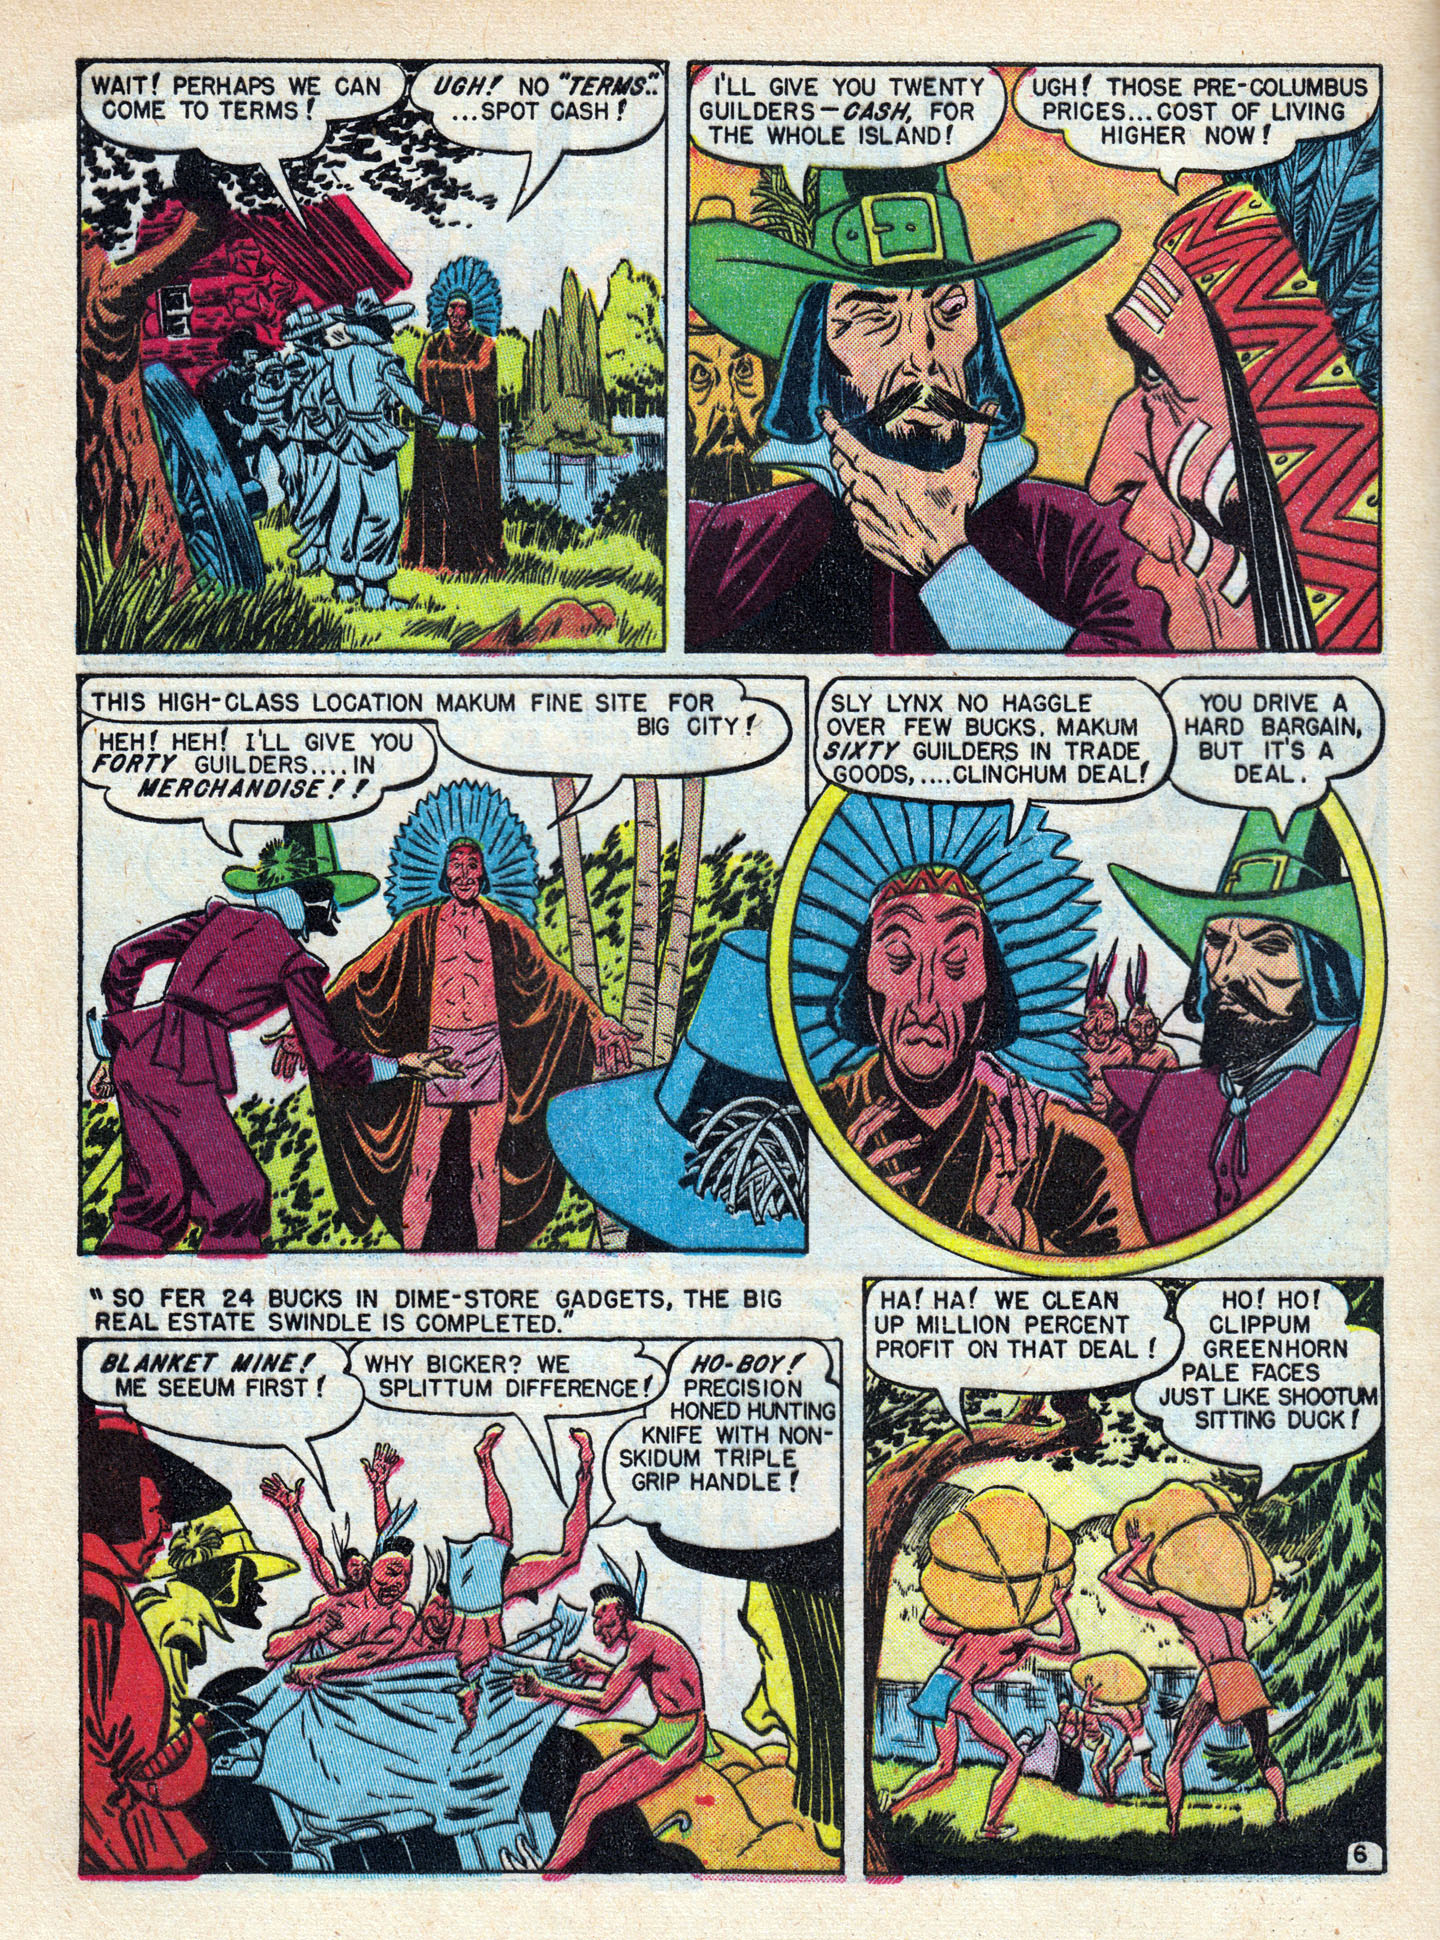 WAIT! PERHAPS WE CAN
COME TO TERMS!
UGH! NO "TERMS"..
...SPOT CASH!
I'LL GIVE YOU TWENTY
GUILDERS—CASH, FOR
THE WHOLE ISLAND!
UGH! THOSE PRE-COLUMBUS
PRICES...COST OF LIVING
HIGHER NOW!
THIS HIGH-CLASS LOCATION MAKUM FINE SITE FOR
BIG CITY!
HEH! HEH! I'LL GIVE YOU
FORTY GUILDERS....IN
MERCHANDISE!!
SLY LYNX NO HAGGLE
OVER FEW BUCKS. MAKUM
SIXTY GUILDERS IN TRADE
GOODS,....CLINCHUM DEAL!
YOU DRIVE A
HARD BARGAIN,
BUT IT'S A
DEAL.
"SO FER 24 BUCKS IN DIME-STORE GADGETS, THE BIG
REAL ESTATE SWINDLE IS COMPLETED."
BLANKET MINE!
ME SEEUM FIRST!
WHY BICKER? WE
SPLITTUM DIFFERENCE!
HO-BOY!
PRECISION
HONED HUNTING
KNIFE WITH NON-
SKIDUM TRIPLE
GRIP HANDLE!
HA! HA! WE CLEAN
UP MILLION PERCENT
PROFIT ON THAT DEAL!
HO! HO!
CLIPPUM
GREENHORN
PALE FACES
JUST LIKE SHOOTUM
SITTING DUCK!
6